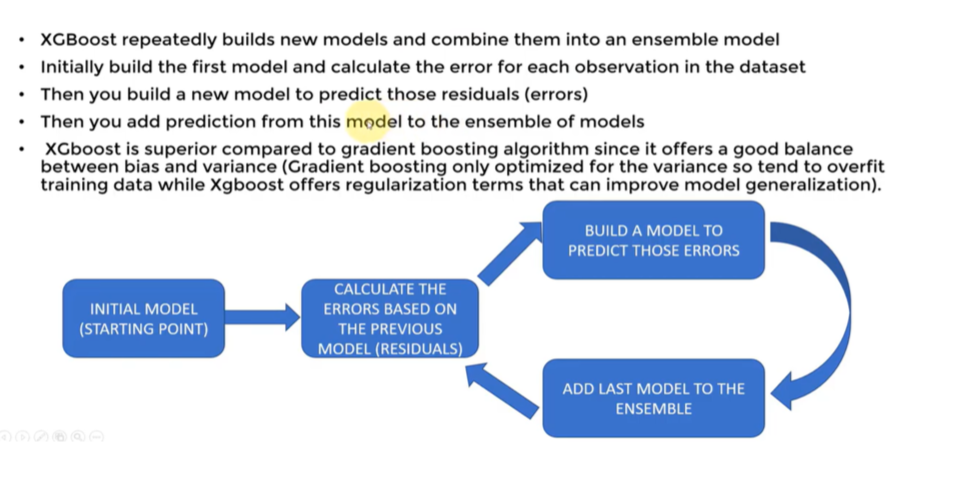 • XGBoost repeatedly builds new models and combine them into an ensemble model
• Initially build the first model and calculate the error for each observation in the dataset
• Then you build a new model to predict those residuals (errors)
• Then you add prediction from this model to the ensemble of models
• XGboost is superior compared to gradient boosting algorithm since it offers a good balance
between bias and variance (Gradient boosting only optimized for the variance so tend to overfit
training data while Xgboost offers regularization terms that can improve model generalization).
INITIAL MODEL
(STARTING POINT)
CALCULATE THE
ERRORS BASED ON
THE PREVIOUS
MODEL (RESIDUALS)
BUILD A MODEL TO
PREDICT THOSE ERRORS
ADD LAST MODEL TO THE
ENSEMBLE